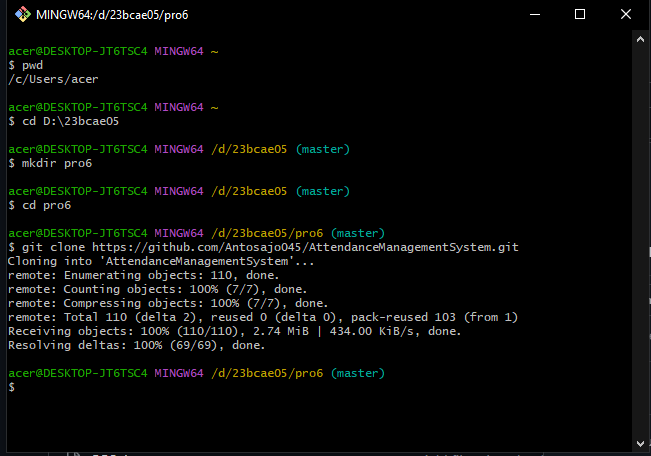 MINGW64:/d/23bcae05/pro6
acer@DESKTOP-JT6TSC4 MINGW64 ~
$ pwd
/c/Users/acer
acer@DESKTOP-JT6TSC4 MINGW64 ~
$ cd D:\23bcae05
acer@DESKTOP-JT6TSC4 MINGW64 /d/23bcae05 (master)
$ mkdir pro6
acer@DESKTOP-JT6TSC4 MINGW64 /d/23bcae05 (master)
$ cd pro6
acer@DESKTOP-JT6TSC4 MINGW64 /d/23bcae05/pro6 (master)
$ git clone https://github.com/Antosajo045/AttendanceManagementSystem.git
Cloning into 'AttendanceManagementSystem'...
remote: Enumerating objects: 110, done.
remote: Counting objects: 100% (7/7), done.
remote: Compressing objects: 100% (7/7), done.
remote: Total 110 (delta 2), reused 0 (delta 0), pack-reused 103 (from 1)
Receiving objects: 100% (110/110), 2.74 MiB | 434.00 KiB/s, done.
Resolving deltas: 100% (69/69), done.
acer@DESKTOP-JT6TSC4 MINGW64 /d/23bcae05/pro6 (master)
$